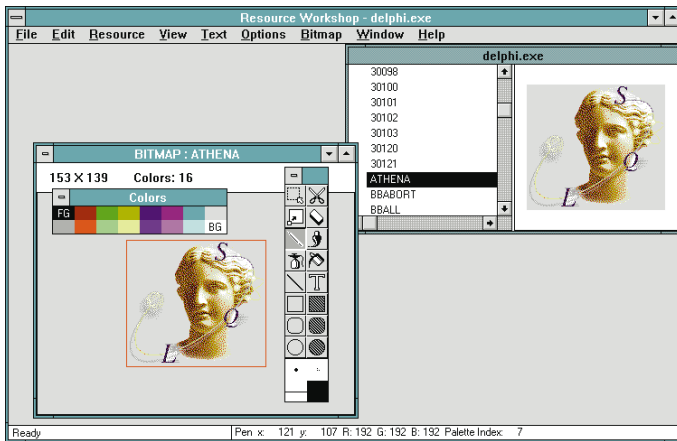 Resource Workshop - delphi.exe
File Edit Resource View Text Options Bitmap Window Help
delphi.exe
30098
30100
30101
30102
30103
30120
30121
ATHENA
BBABORT
BBALL
S
Q
L
BITMAP : ATHENA
153 X 139 Colors: 16
Colors
FG
BG
T
S
Q
L
Ready Pen x: 121 y: 107 R: 192 G: 192 B: 192 Palette Index: 7